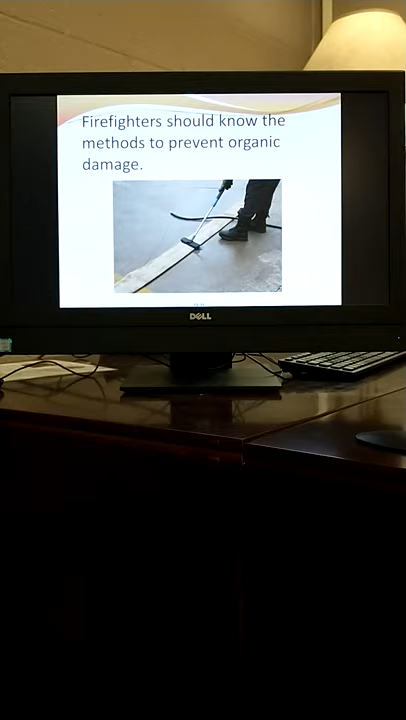 Firefighters should know the
methods to prevent organic
damage.
DELL